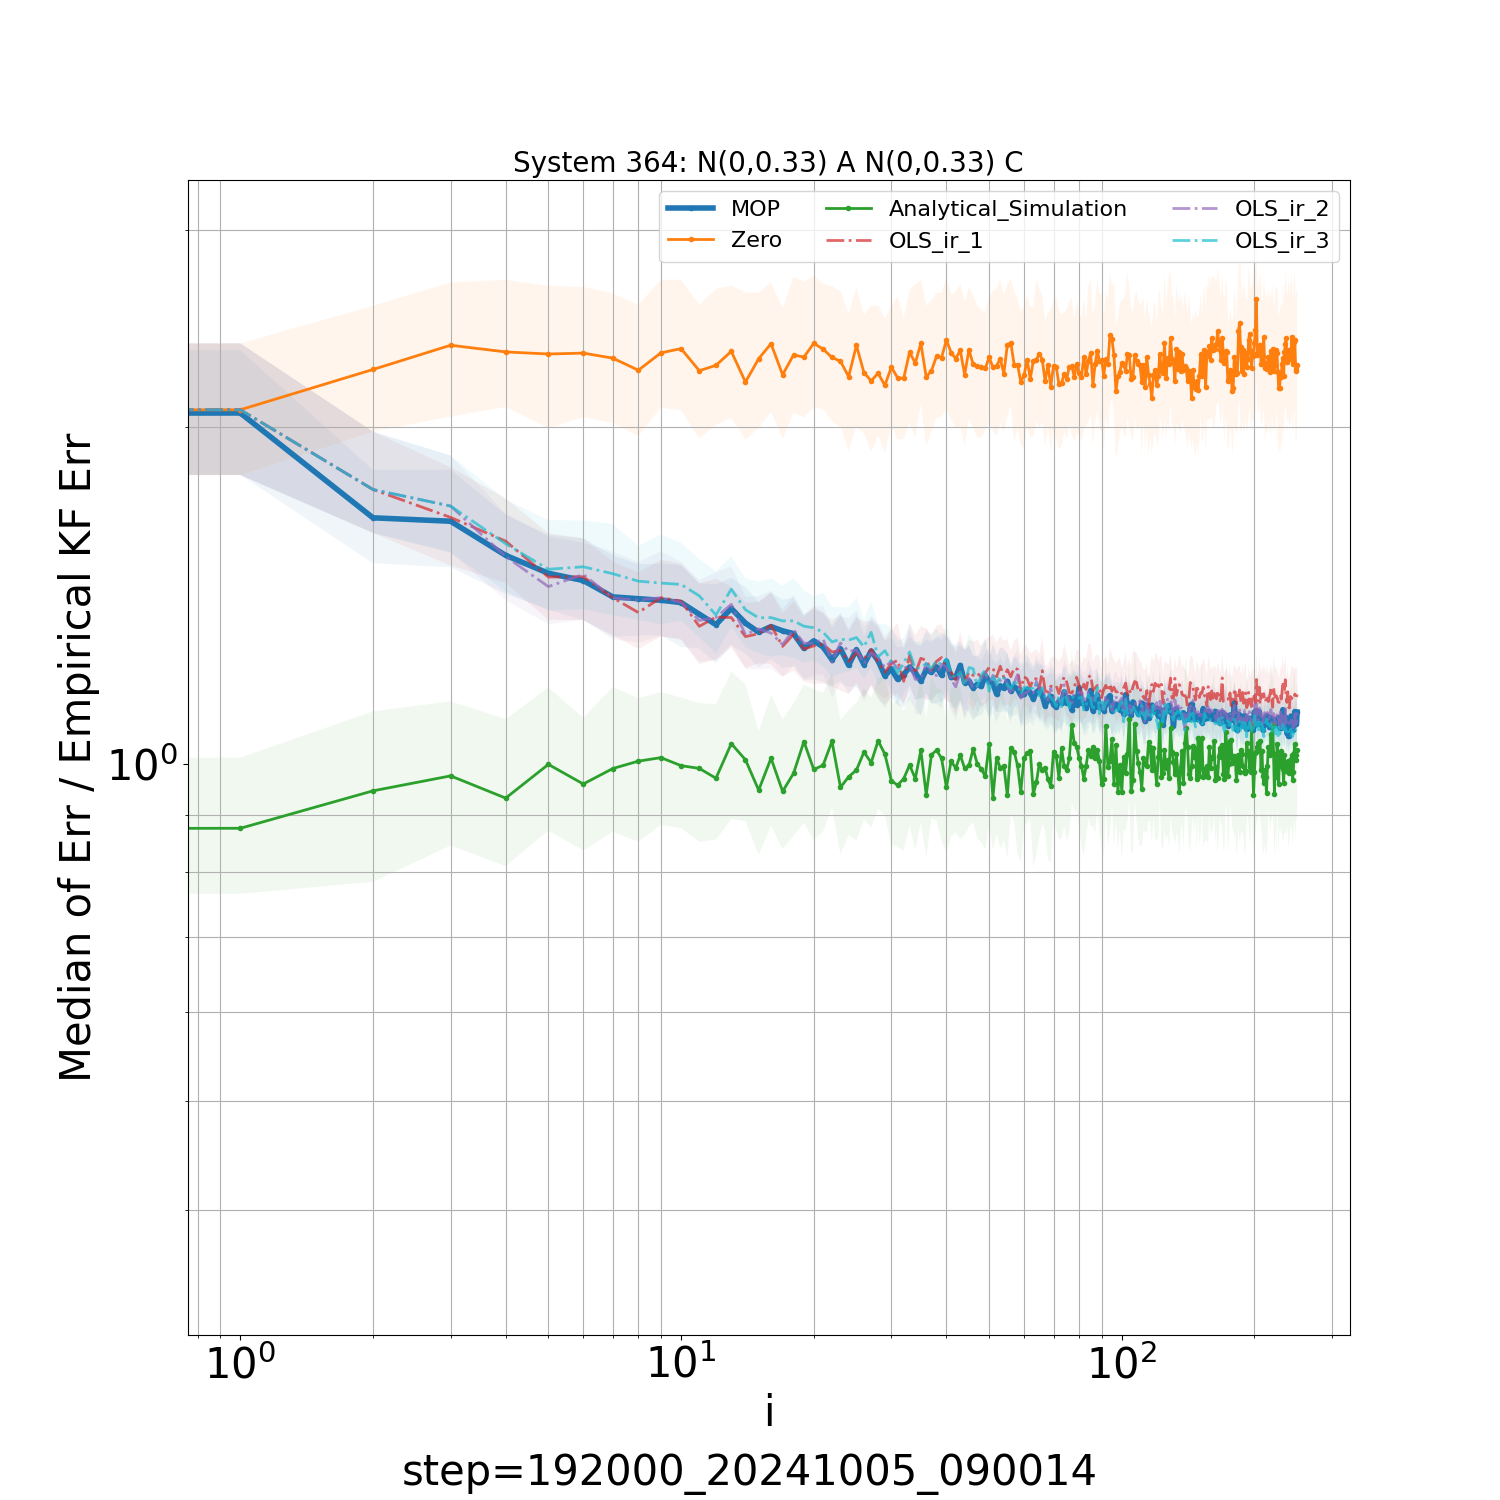 System 364: N(0,0.33) A N(0,0.33) C
MOP
Zero
Analytical_Simulation
OLS_ir_1
OLS_ir_2
OLS_ir_3
Median of Err / Empirical KF Err
10⁰
10⁰
10¹
10²
i
step=192000_20241005_090014